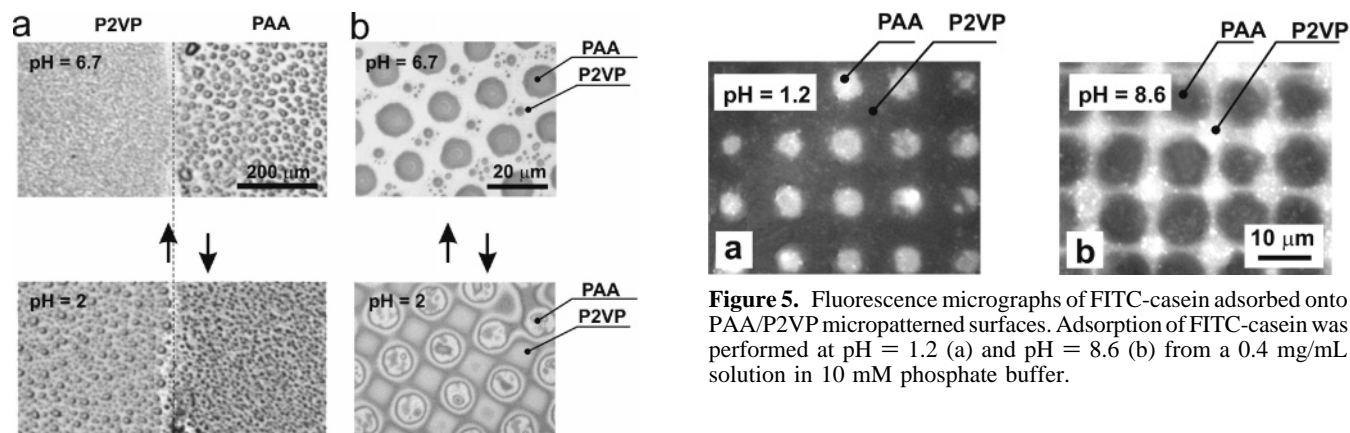 a
P2VP
PAA
pH = 6.7
200 μm
pH = 2
b
pH = 6.7
PAA
P2VP
20 μm
pH = 2
PAA
P2VP
PAA
P2VP
pH = 1.2
a
PAA
P2VP
pH = 8.6
b
10 μm
Figure 5. Fluorescence micrographs of FITC-casein adsorbed onto
PAA/P2VP micropatterned surfaces. Adsorption of FITC-casein was
performed at pH = 1.2 (a) and pH = 8.6 (b) from a 0.4 mg/mL
solution in 10 mM phosphate buffer.